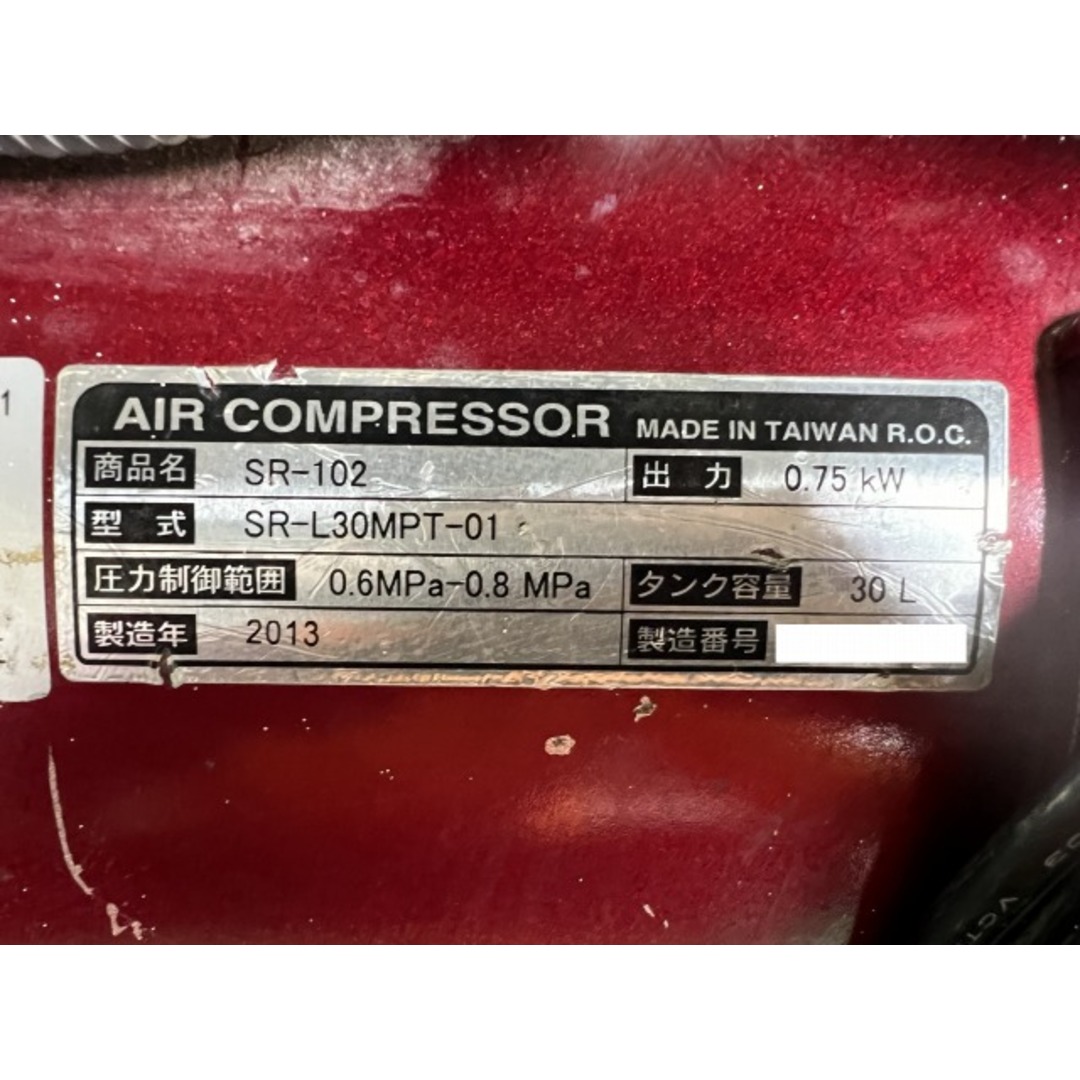 AIR COMPRESSOR MADE IN TAIWAN R.O.C.
商品名 SR-102 出力 0.75 kW
型式 SR-L30MPT-01
圧力制御範囲 0.6MPa-0.8 MPa タンク容量 30 L
製造年 2013 製造番号
1